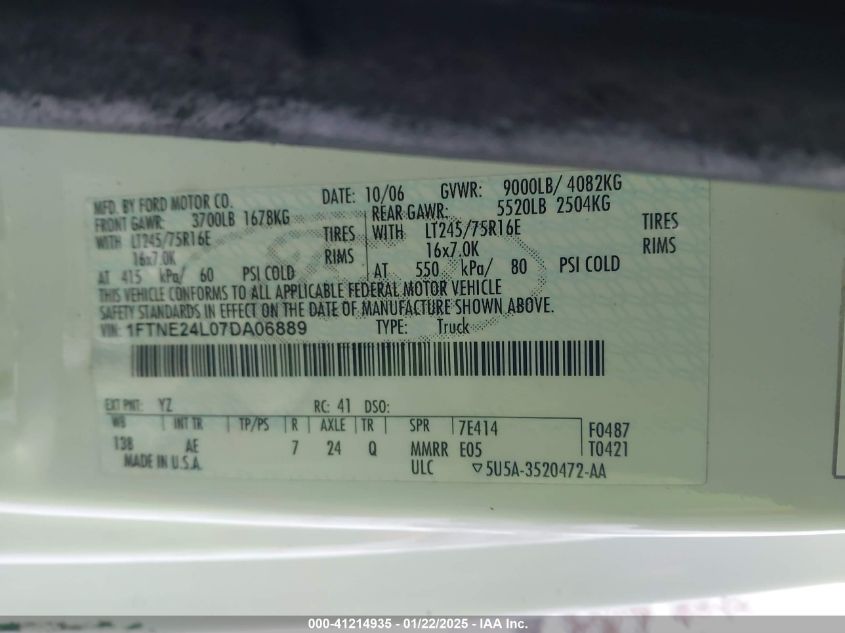 MFD. BY FORD MOTOR CO. DATE: 10/06 GVWR: 9000LB/ 4082KG
FRONT GAWR: 3700LB 1678KG REAR GAWR: 5520LB 2504KG
WITH LT245/75R16E TIRES WITH LT245/75R16E TIRES
16x7.0K RIMS 16x7.0K RIMS
AT 415 kPa/ 60 PSI COLD AT 550 kPa/ 80 PSI COLD
THIS VEHICLE CONFORMS TO ALL APPLICABLE FEDERAL MOTOR VEHICLE
SAFETY STANDARDS IN EFFECT ON THE DATE OF MANUFACTURE SHOWN ABOVE.
VIN: 1FTNE24L07DA06889 TYPE: Truck
EXT PNT: YZ RC: 41 DSO:
WB INT TR TP/PS R AXLE TR SPR 7E414 F0487
138 AE 7 24 Q MMRR E05 T0421
MADE IN U.S.A. ULC ▽5U5A-3520472-AA
000-41214935 - 01/22/2025 - IAA Inc.